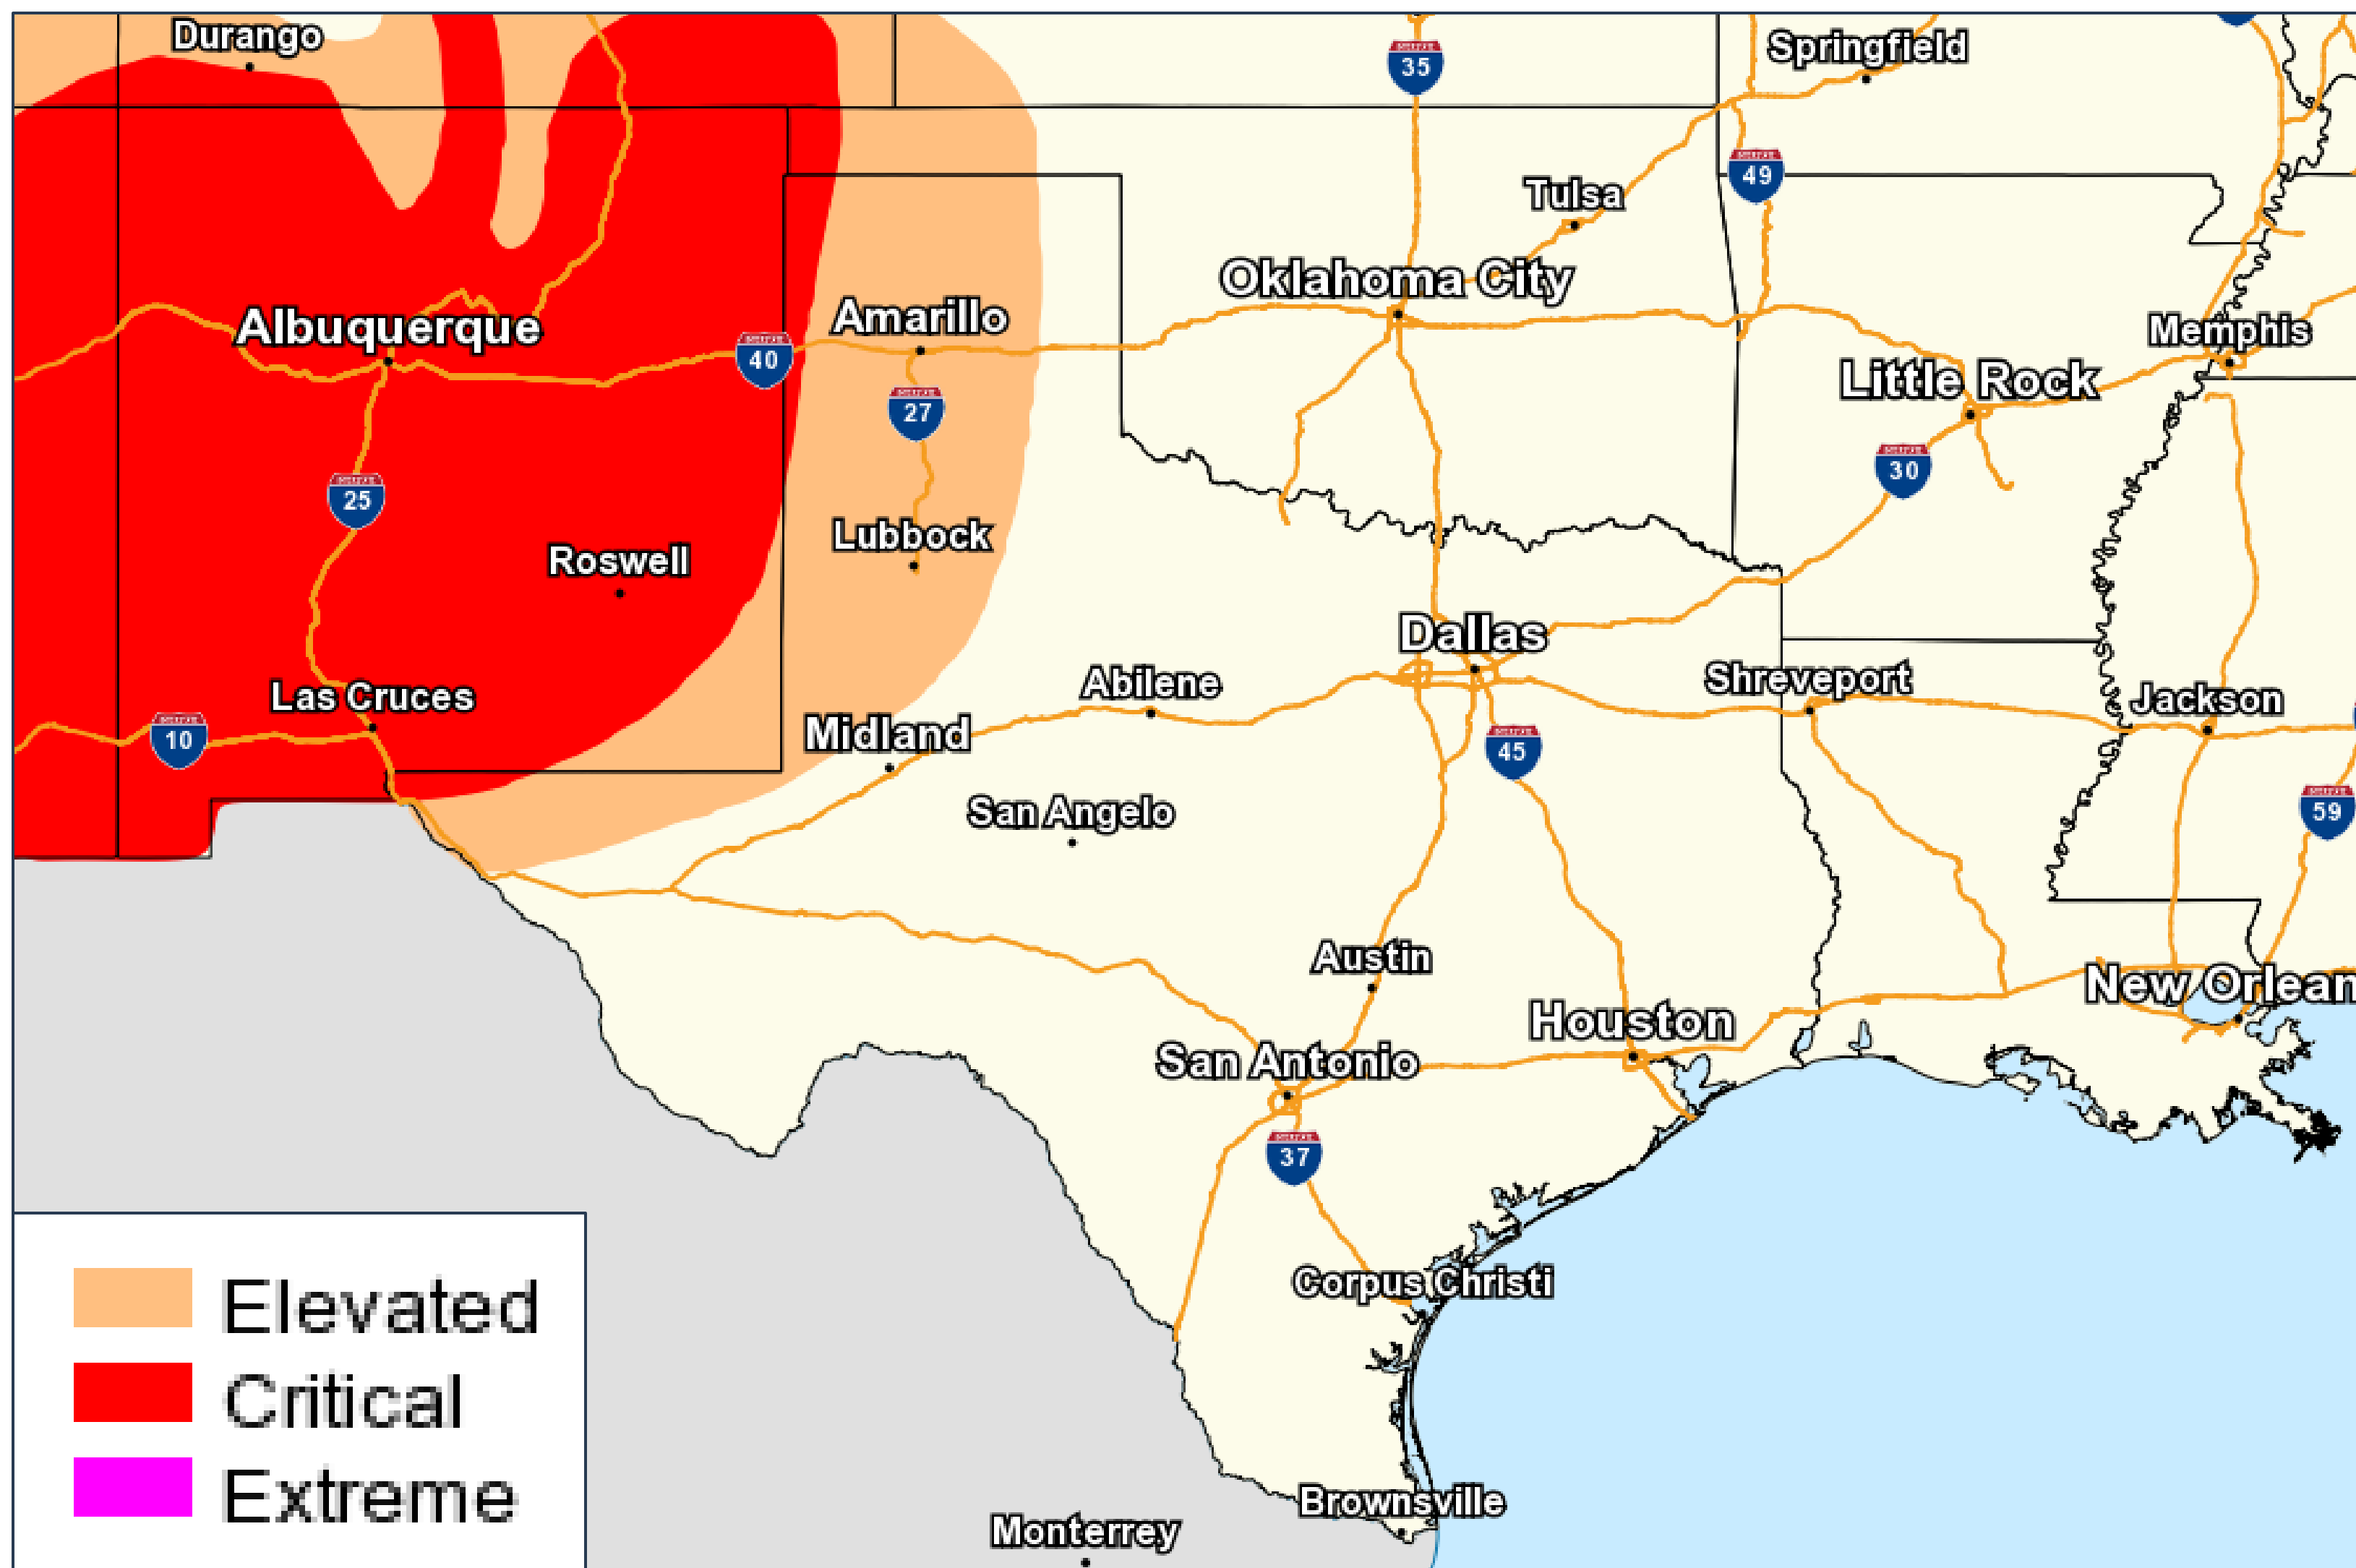 Durango
Springfield
35
49
Tulsa
Oklahoma City
Albuquerque
Amarillo
Memphis
40
Little Rock
27
30
25
Lubbock
Roswell
Dallas
Abilene
Shreveport
Las Cruces
Jackson
Midland
10
45
San Angelo
59
Austin
New Orlean
Houston
San Antonio
37
Corpus Christi
Elevated
Critical
Extreme
Brownsville
Monterrey